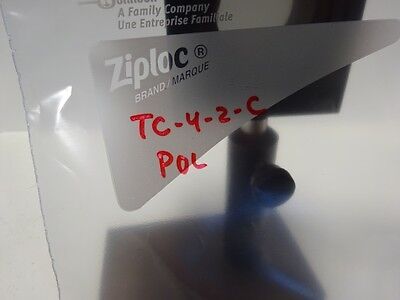 A Family Company
Une Entreprise Familiale
Ziploc®
BRAND/MARQUE
TC-4-2-C
POL